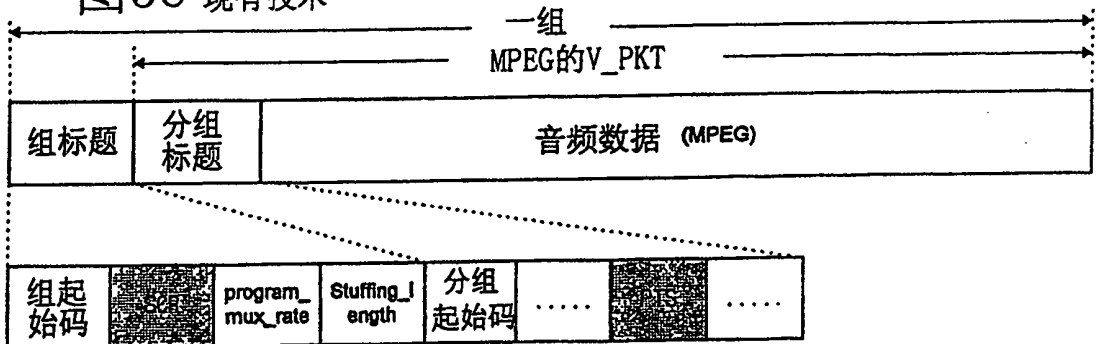 现有技术
一组
MPEG的V_PKT
组标题
分组
标题
音频数据 (MPEG)
组起
始码
SCR
program_
mux_rate
Stuffing_l
ength
分组
起始码
.....
PTS
.....